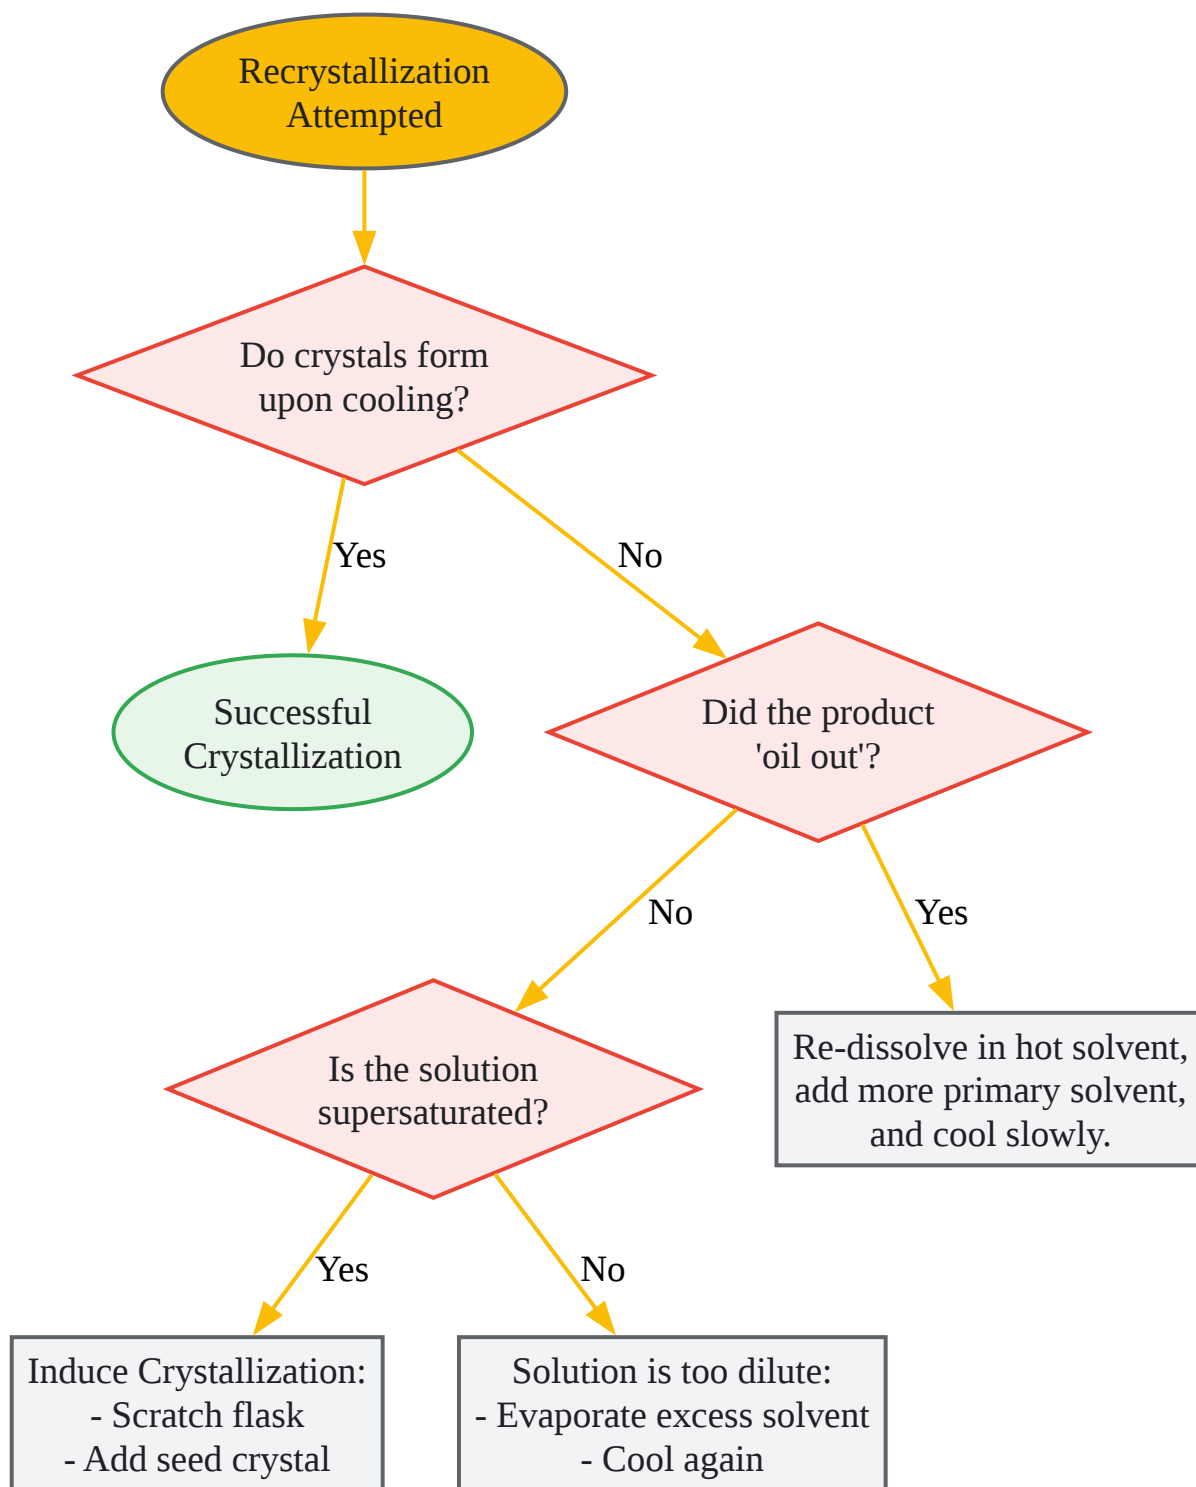 Recrystallization
Attempted
Do crystals form
upon cooling?
Yes
No
Successful
Crystallization
Did the product
'oil out'?
No
Yes
Is the solution
supersaturated?
Re-dissolve in hot solvent,
add more primary solvent,
and cool slowly.
Yes
No
Induce Crystallization:
- Scratch flask
- Add seed crystal
Solution is too dilute:
- Evaporate excess solvent
- Cool again